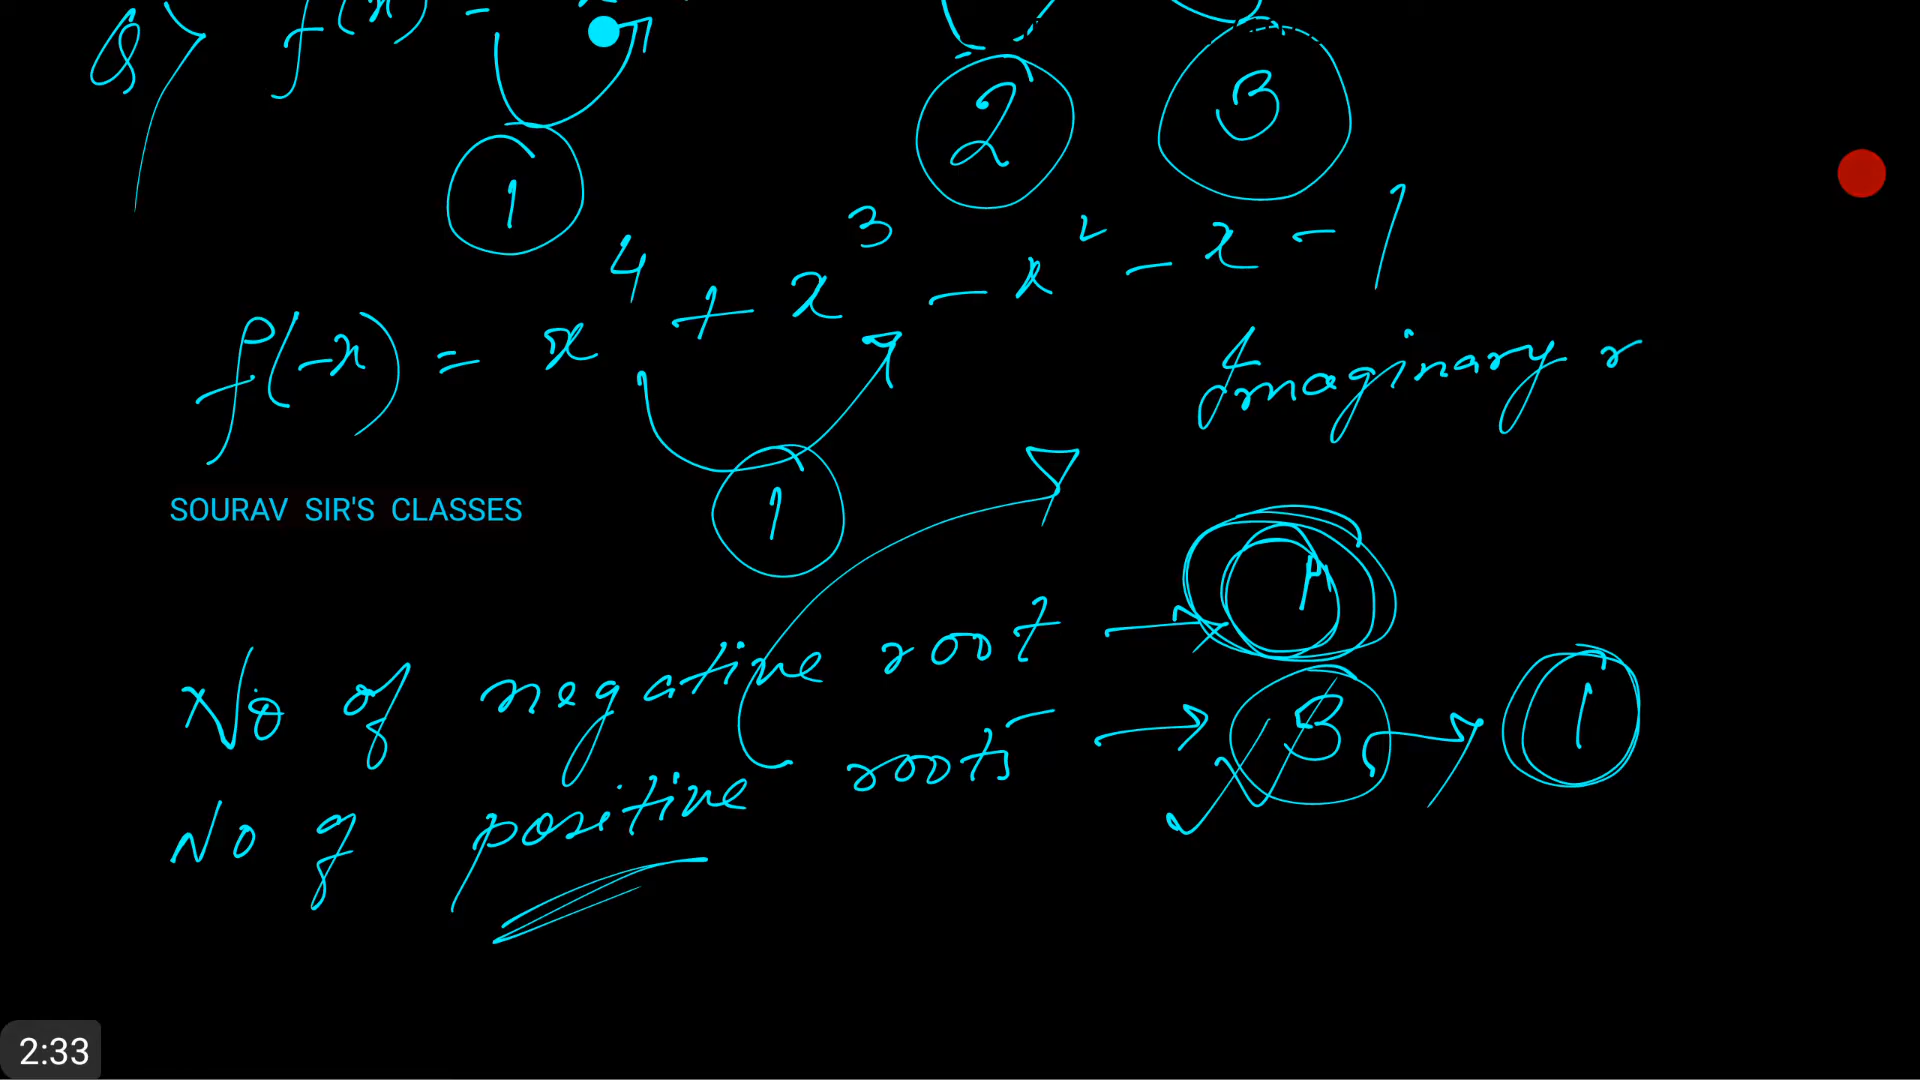 Q) f(x) =
1
2
3
f(-x) = x⁴ + x³ - x² - x - 1
1
Imaginary r
SOURAV SIR'S CLASSES
No of negative root → 1
No of positive roots → 3 → 1
2:33